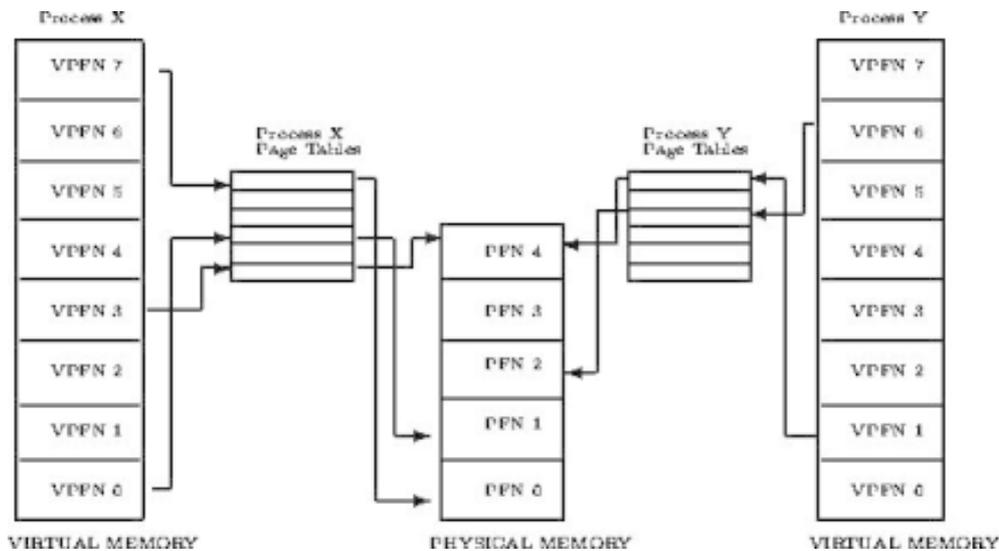 Process X
VPFN 7
VPFN 6
VPFN 5
VPFN 4
VPFN 3
VPFN 2
VPFN 1
VPFN 0
VIRTUAL MEMORY
Process X
Page Tables
PFN 4
PFN 3
PFN 2
PFN 1
PFN 0
PHYSICAL MEMORY
Process Y
Page Tables
Process Y
VPFN 7
VPFN 6
VPFN 5
VPFN 4
VPFN 3
VPFN 2
VPFN 1
VPFN 0
VIRTUAL MEMORY